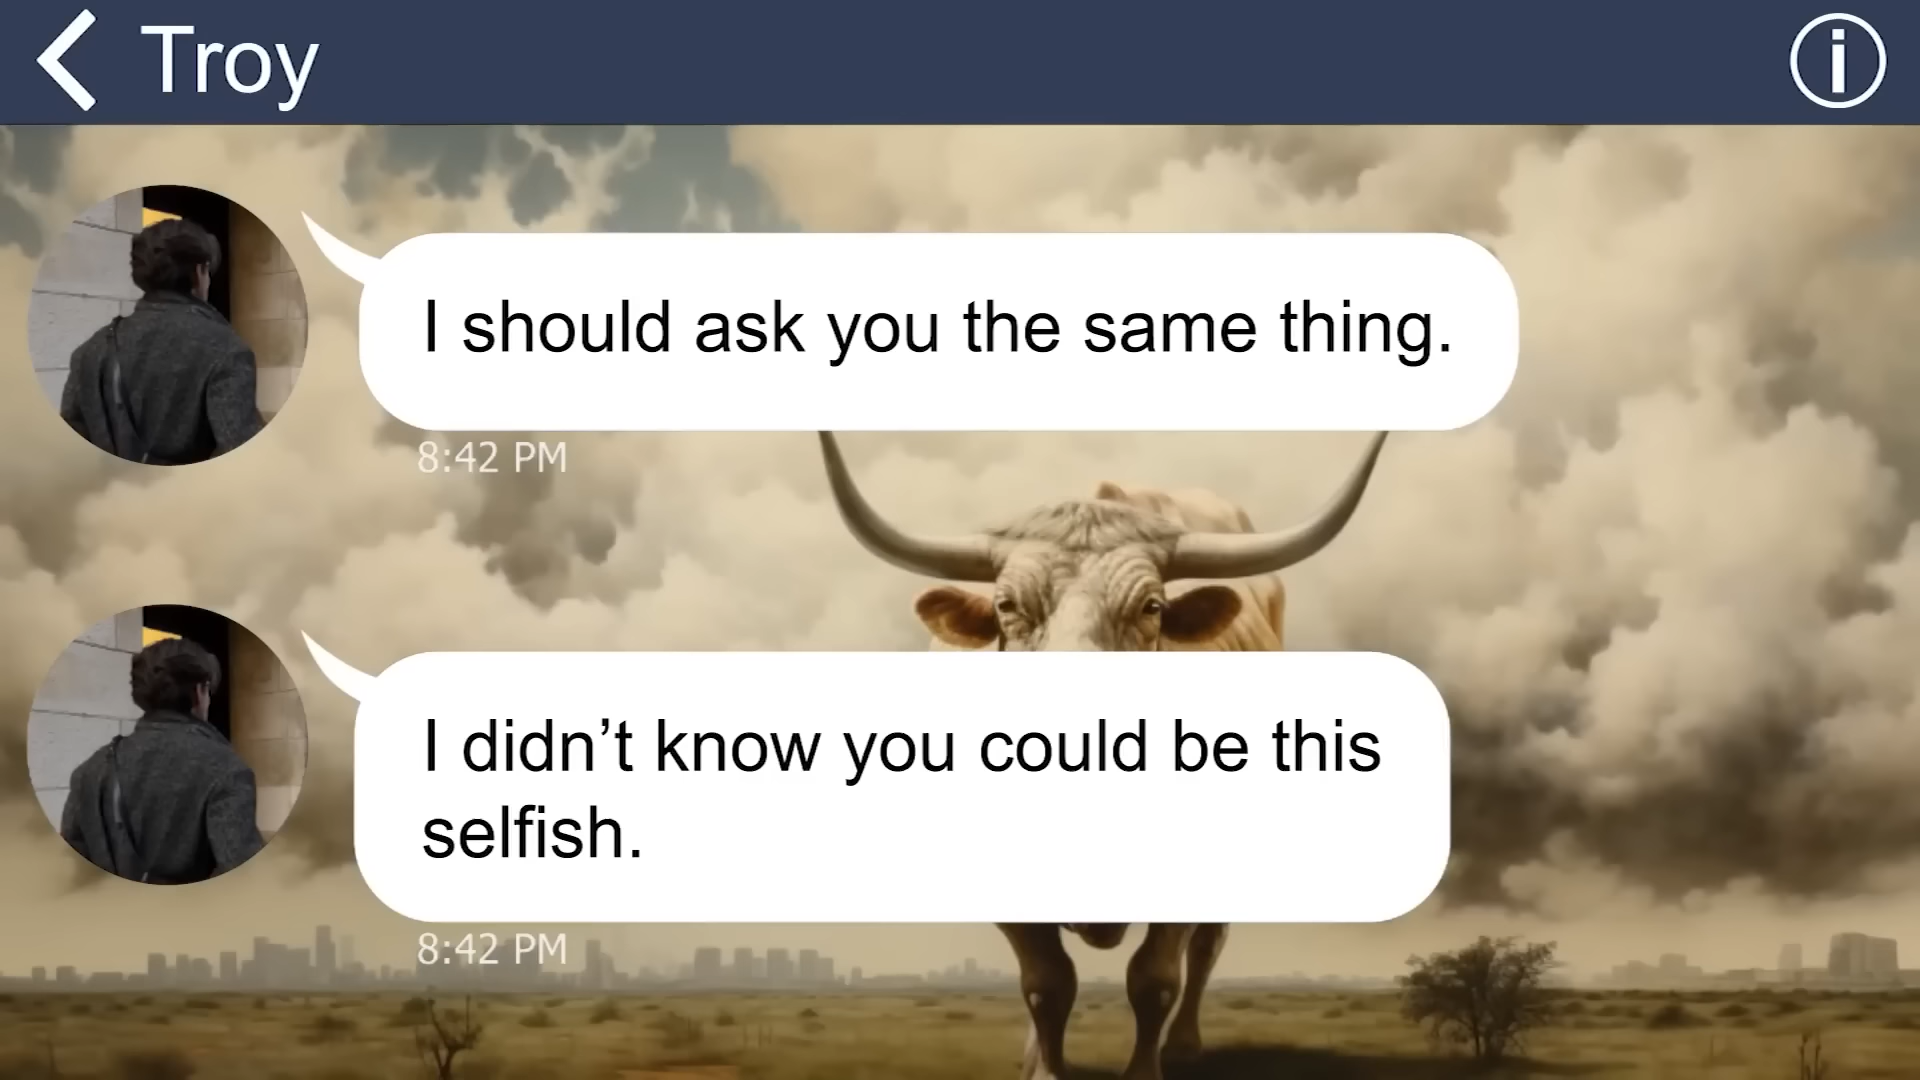 Troy
I should ask you the same thing.
8:42 PM
I didn’t know you could be this
selfish.
8:42 PM